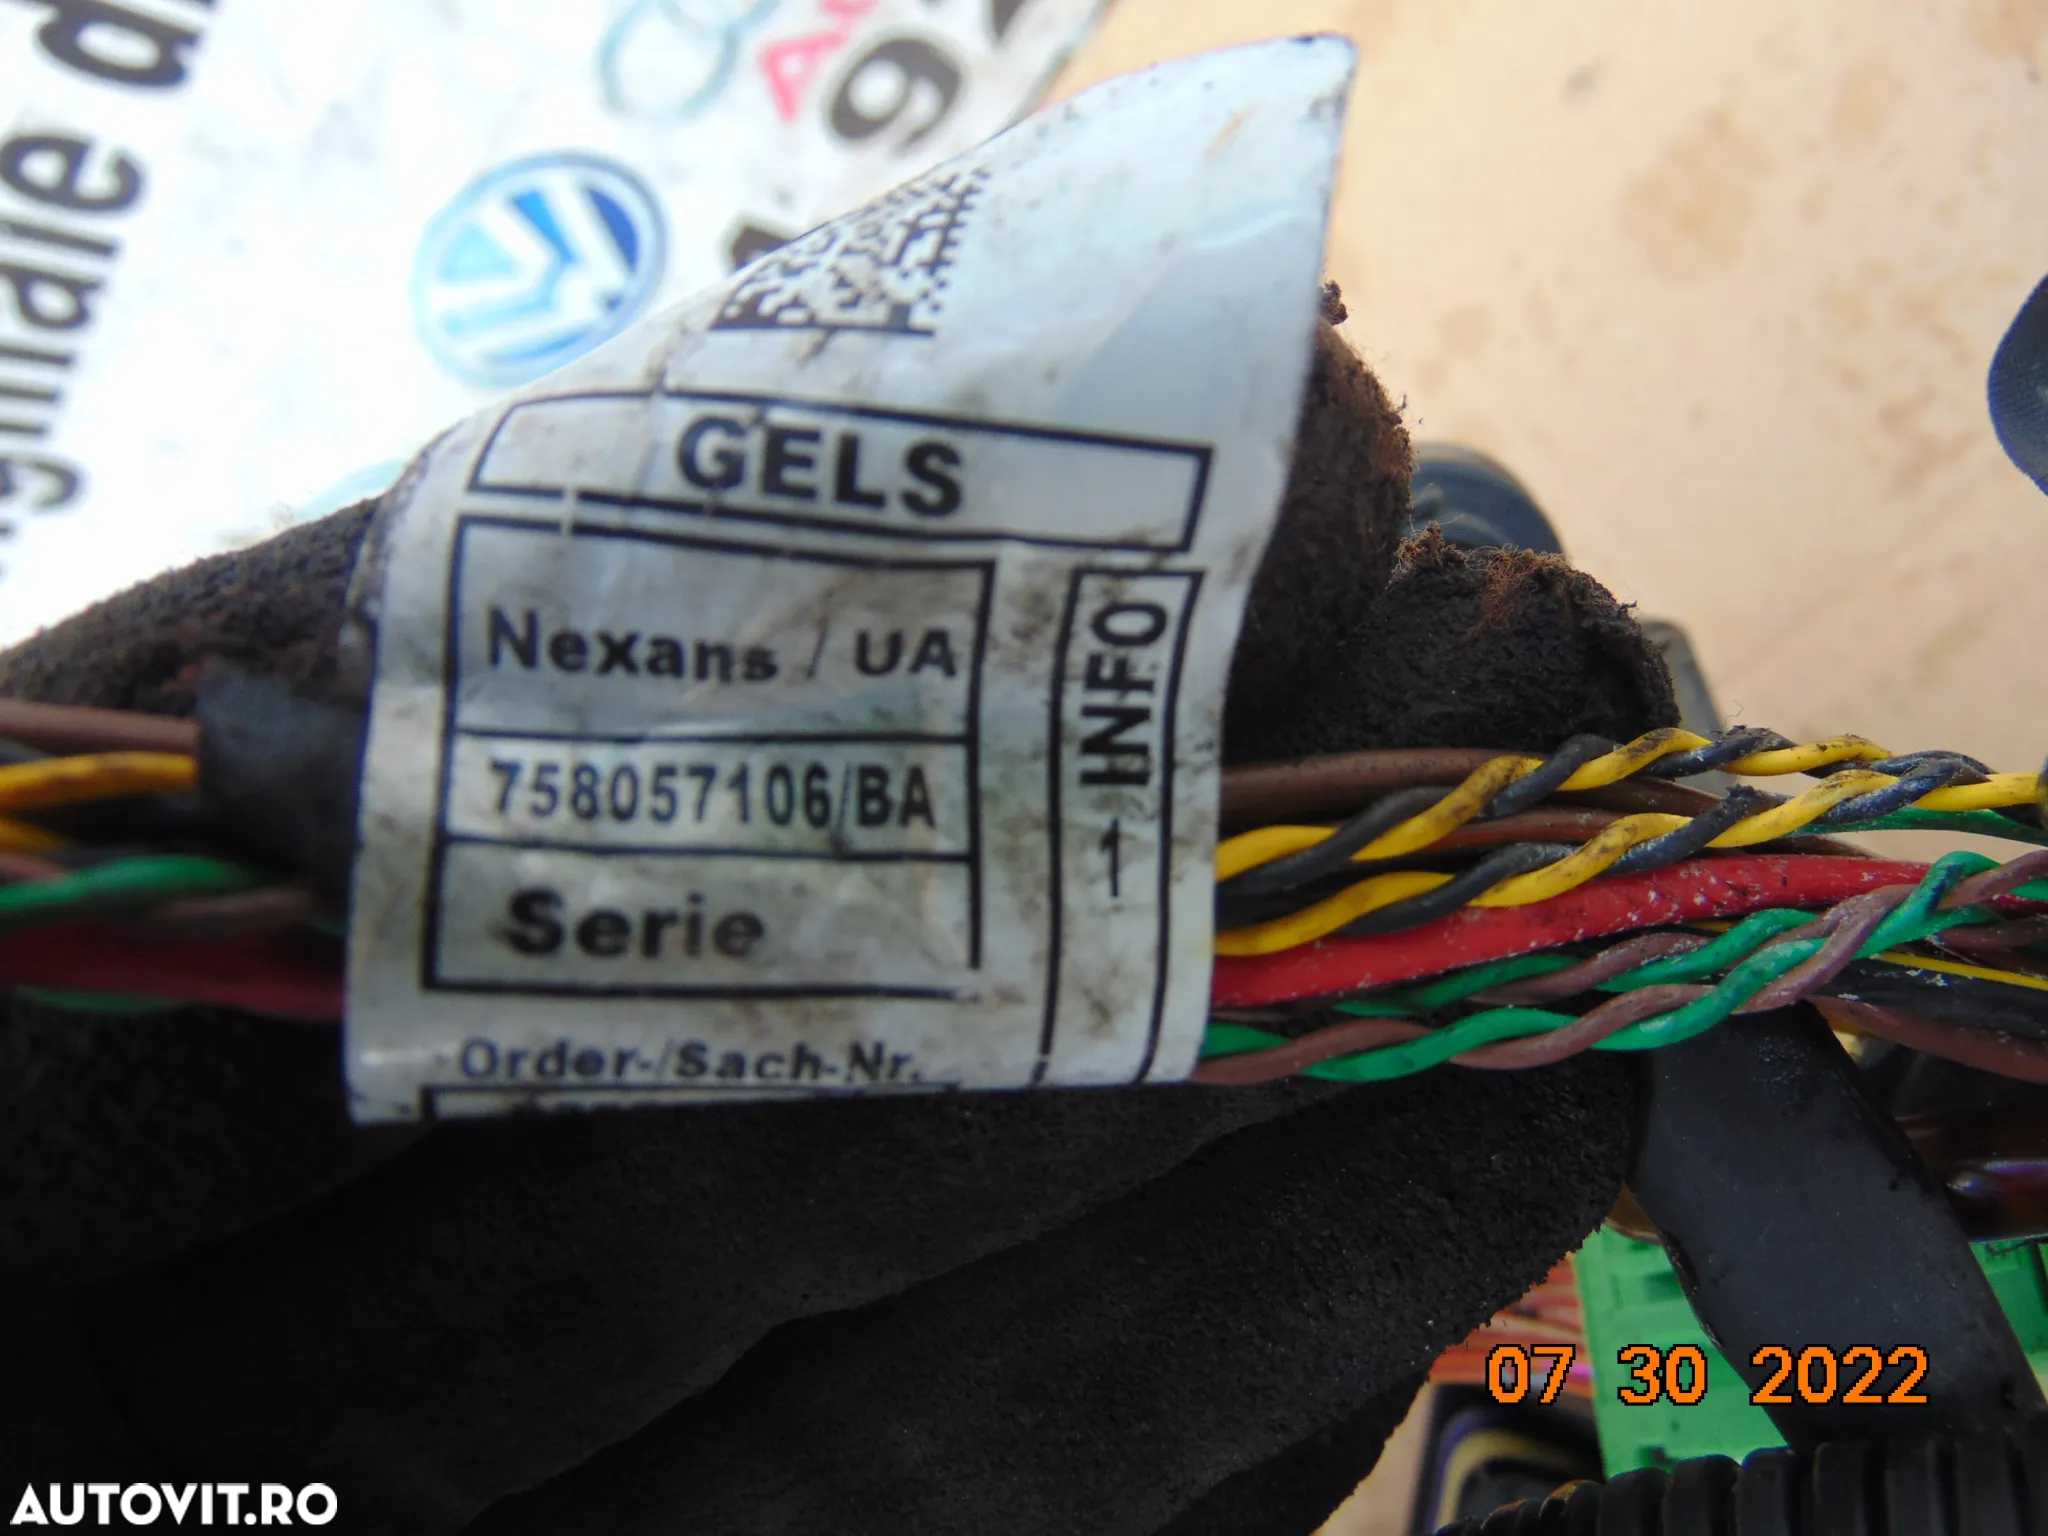 GELS
Nexans / UA
758057106/BA
Serie
INFO
1
Order-/Sach-Nr.
07 30 2022
AUTOVIT.RO